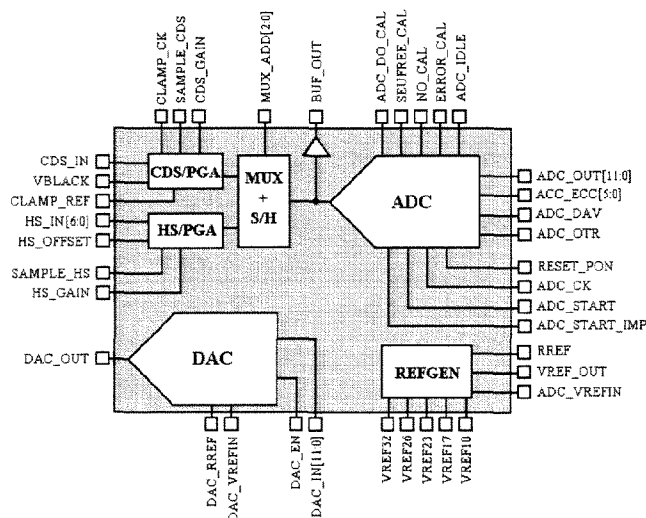 CLAMP_CK
SAMPLE_CDS
CDS_GAIN
MUX_ADD[2:0]
BUF_OUT
ADC_DO_CAL
SEUFREE_CAL
NO_CAL
ERROR_CAL
ADC_IDLE
CDS_IN
VBLACK
CLAMP_REF
HS_IN[6:0]
HS_OFFSET
SAMPLE_HS
HS_GAIN
CDS/PGA
HS/PGA
MUX
+
S/H
ADC
ADC_OUT[11:0]
ACC_ECC[5:0]
ADC_DAV
ADC_OTR
RESET_PON
ADC_CK
ADC_START
ADC_START_IMP
DAC_OUT
DAC
REFGEN
RREF
VREF_OUT
ADC_VREFIN
DAC_RREF
DAC_VREFIN
DAC_EN
DAC_IN[11:0]
VREF32
VREF26
VREF23
VREF17
VREF10